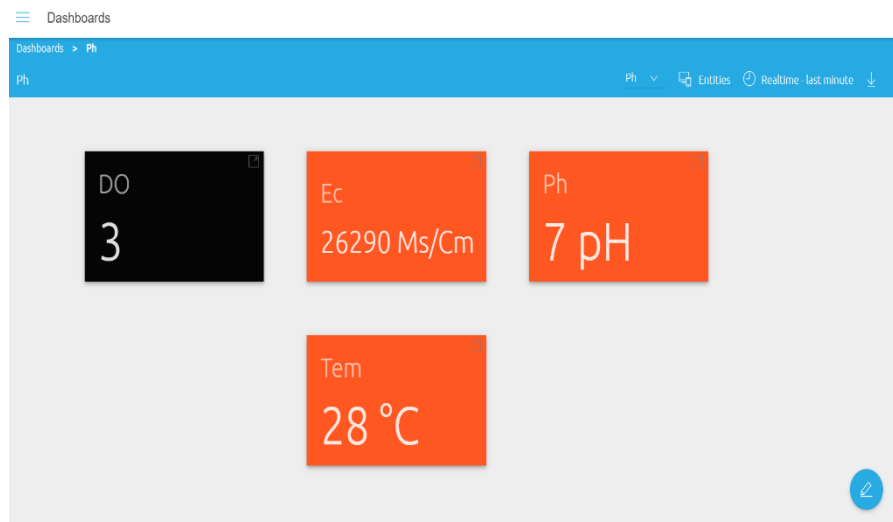 Dashboards
Dashboards > Ph
Ph
Ph Entities Realtime - last minute
DO
3
Ec
26290 Ms/Cm
Ph
7 pH
Tem
28 °C